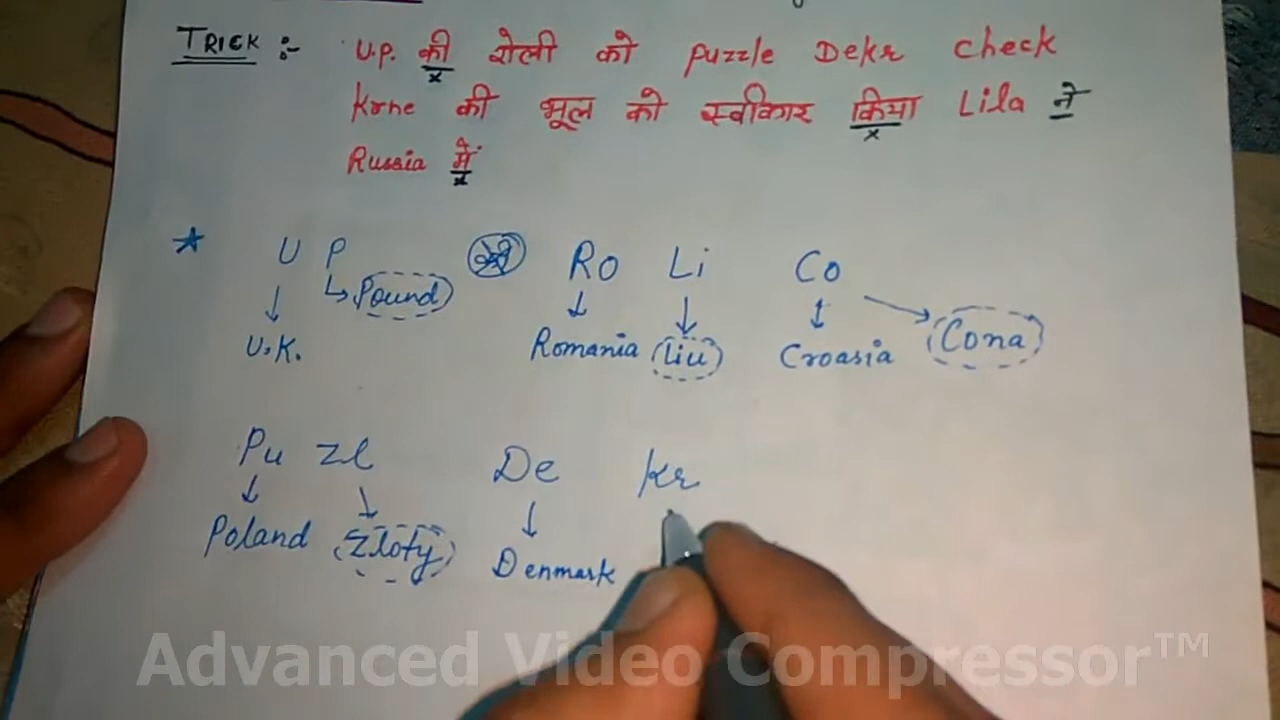 TRICK :- U.P. की रोली को puzzle Dekr check
krne की भूल को स्वीकार किया Lila ने
Russia में
x x x
* U P Ro Li Co
Pound
U.K. Romania Liu Croasia Cona
Pu Zl De kr
Poland Zloty Denmark
Advanced Video Compressor™